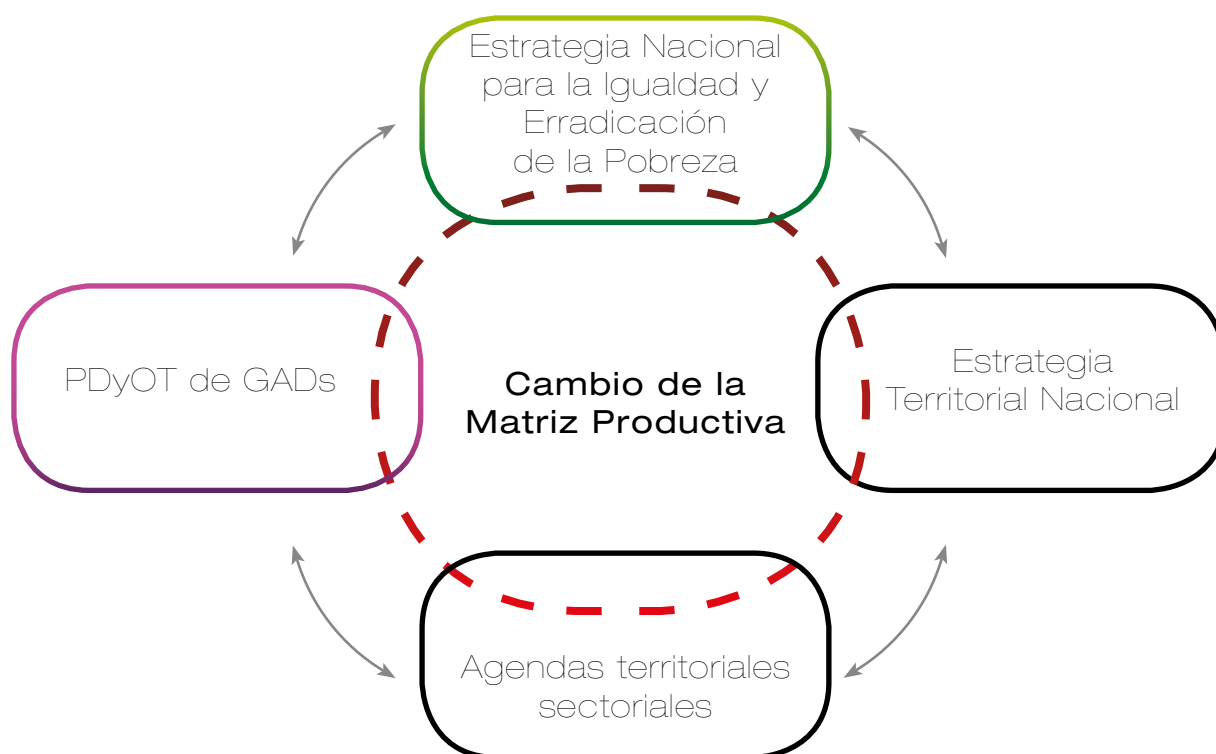 Estrategia Nacional
para la Igualdad y
Erradicación
de la Pobreza
PDyOT de GADs
Cambio de la
Matriz Productiva
Estrategia
Territorial Nacional
Agendas territoriales
sectoriales